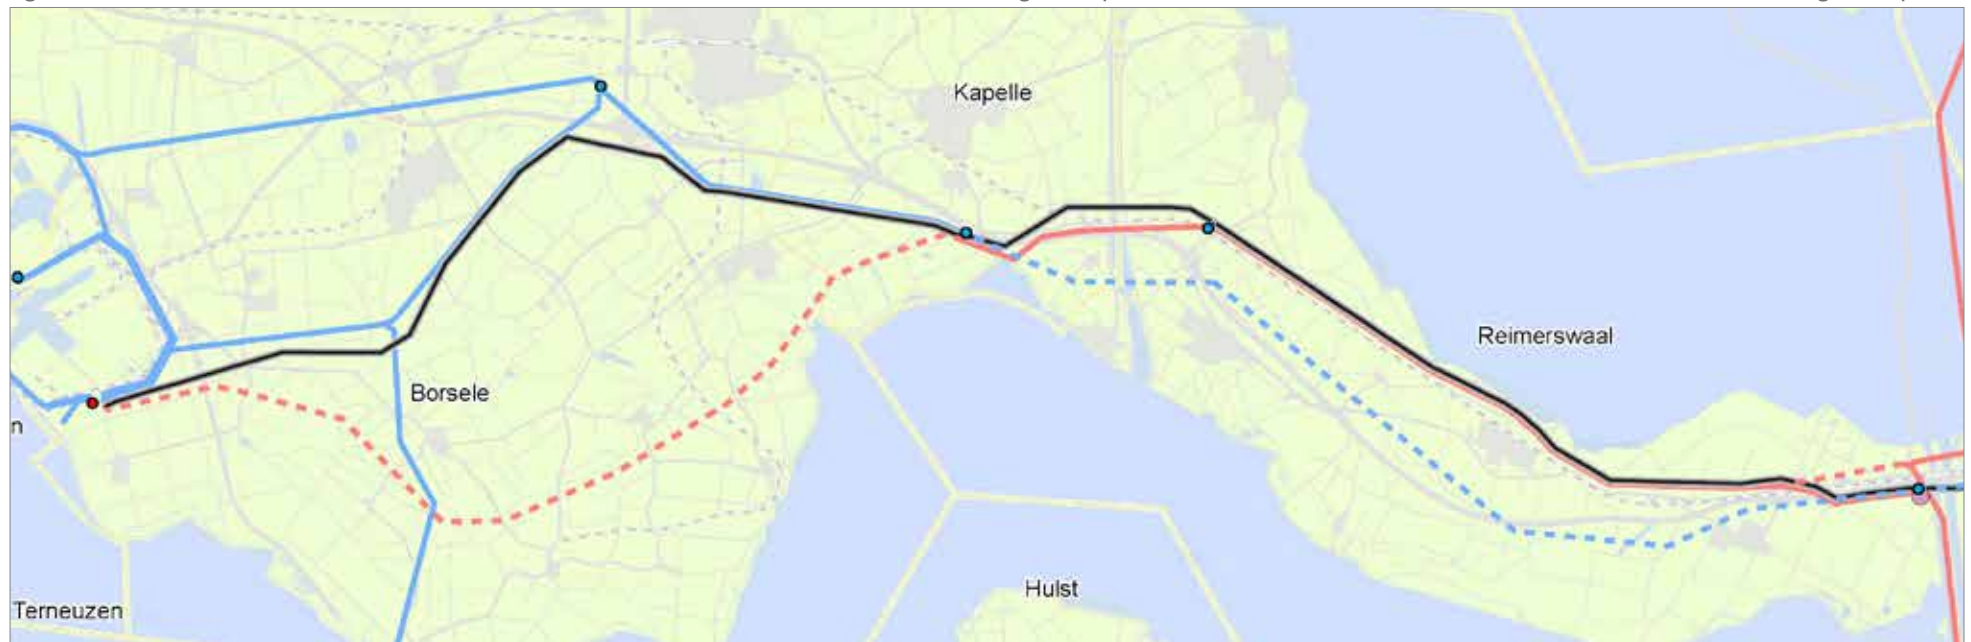 Kapelle
Reimerswaal
Borsele
n
Hulst
Terneuzen